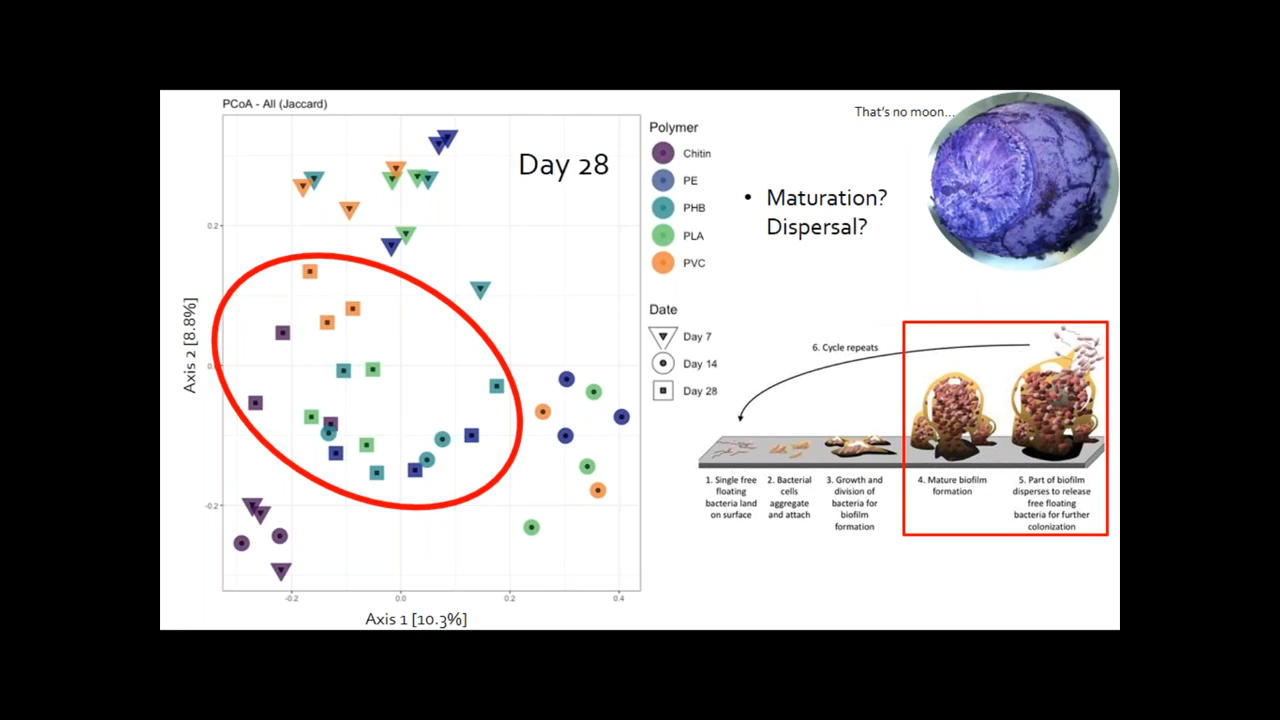 PCoA - All (Jaccard)
Day 28
Axis 2 [8.8%]
0.2
0.0
-0.2
-0.2
0.0
0.2
0.4
Axis 1 [10.3%]
Polymer
Chitin
PE
PHB
PLA
PVC
Date
Day 7
Day 14
Day 28
That's no moon...
• Maturation?
Dispersal?
6. Cycle repeats
1. Single free
floating
bacteria land
on surface
2. Bacterial
cells
aggregate
and attach
3. Growth and
division of
bacteria for
biofilm
formation
4. Mature biofilm
formation
5. Part of biofilm
disperses to release
free floating
bacteria for further
colonization